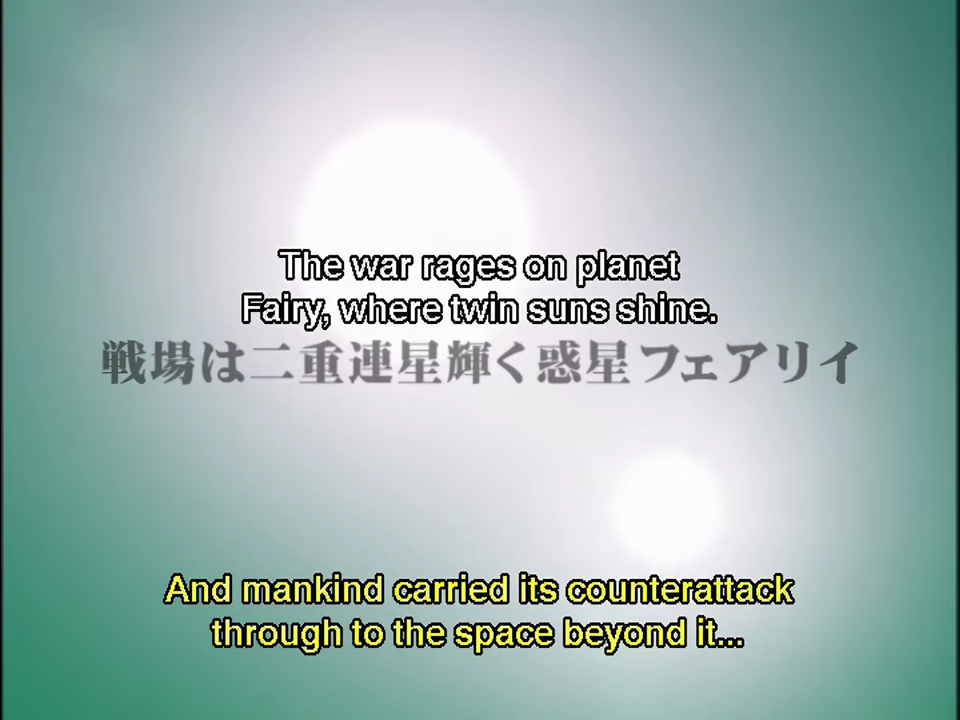 The war rages on planet
Fairy, where twin suns shine.
戦場は二重連星輝く惑星フェアリイ
And mankind carried its counterattack
through to the space beyond it...